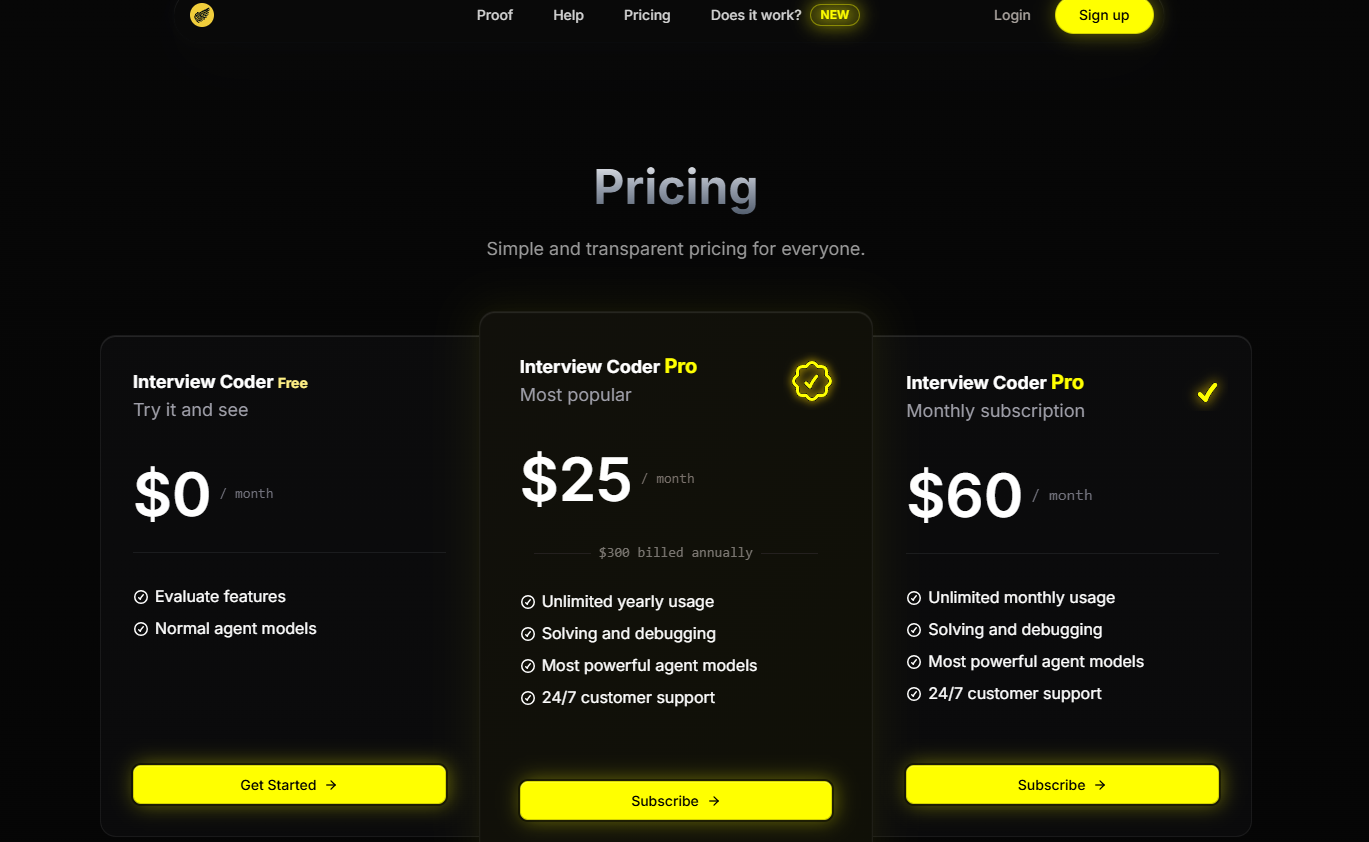 Proof Help Pricing Does it work? NEW Login Sign up
Pricing
Simple and transparent pricing for everyone.
Interview Coder Free
Try it and see
$0 / month
Evaluate features
Normal agent models
Get Started →
Interview Coder Pro
Most popular
$25 / month
$300 billed annually
Unlimited yearly usage
Solving and debugging
Most powerful agent models
24/7 customer support
Subscribe →
Interview Coder Pro
Monthly subscription
$60 / month
Unlimited monthly usage
Solving and debugging
Most powerful agent models
24/7 customer support
Subscribe →